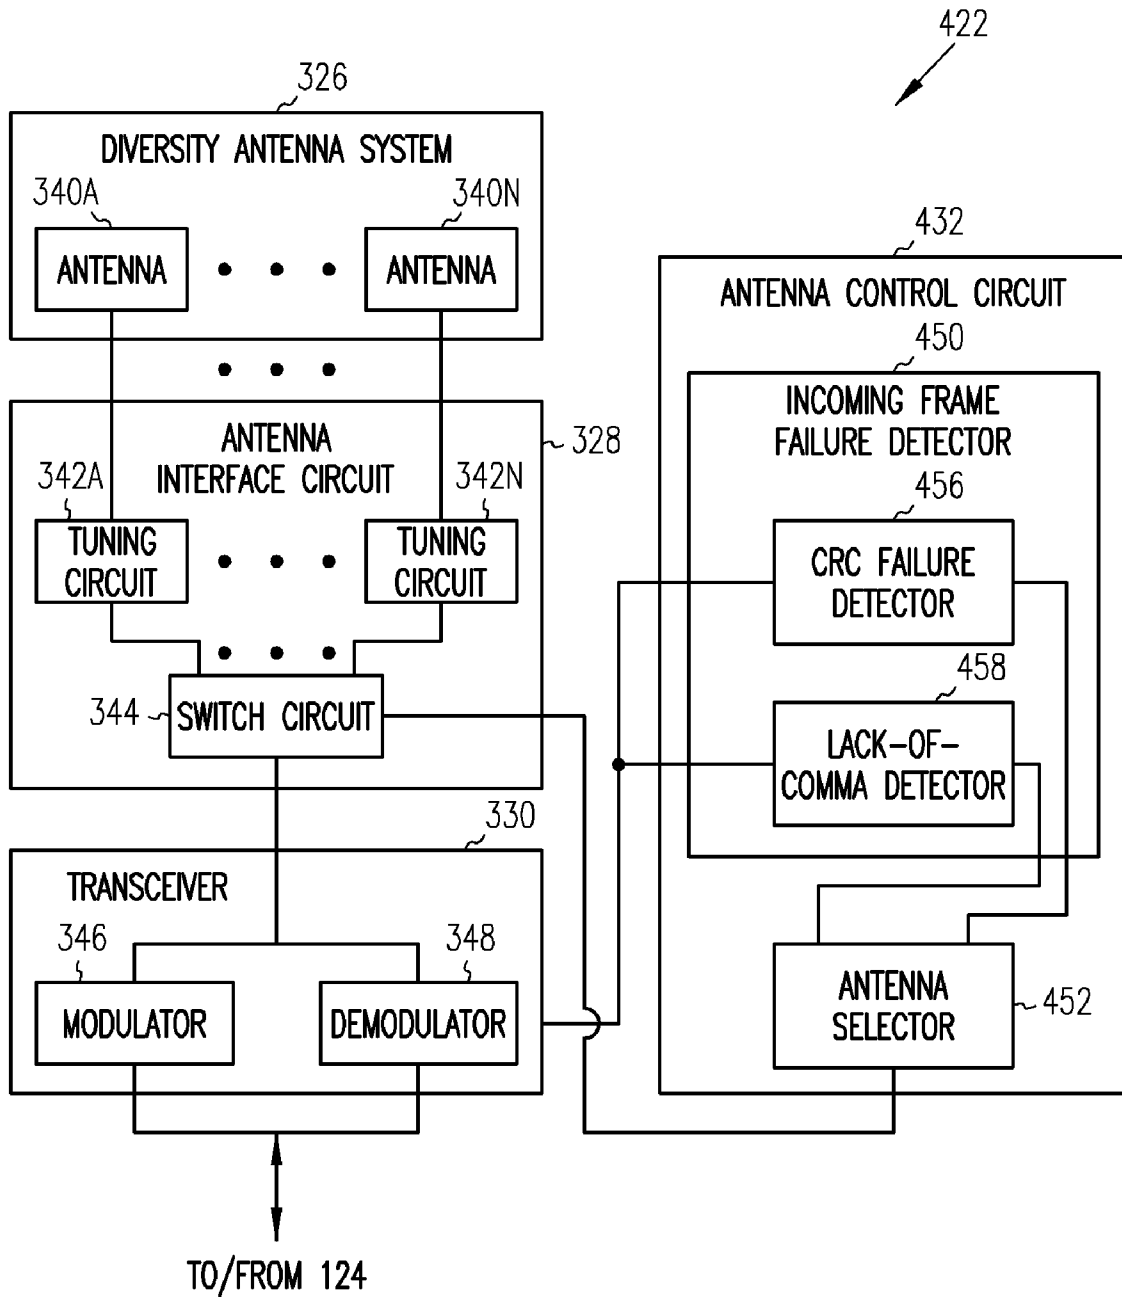 422
326
DIVERSITY ANTENNA SYSTEM
340A
340N
ANTENNA
ANTENNA
432
ANTENNA CONTROL CIRCUIT
450
INCOMING FRAME
FAILURE DETECTOR
ANTENNA
INTERFACE CIRCUIT
328
342A
342N
TUNING
CIRCUIT
TUNING
CIRCUIT
456
CRC FAILURE
DETECTOR
344
SWITCH CIRCUIT
458
LACK-OF-
COMMA DETECTOR
330
TRANSCEIVER
346
348
MODULATOR
DEMODULATOR
ANTENNA
SELECTOR
452
TO/FROM 124